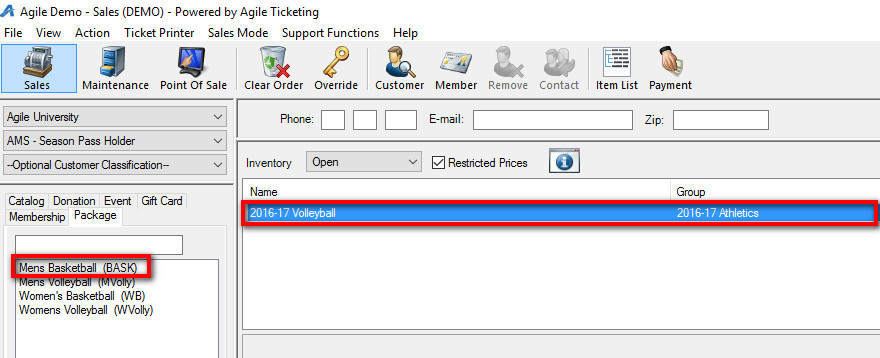 Agile Demo - Sales (DEMO) - Powered by Agile Ticketing
File View Action Ticket Printer Sales Mode Support Functions Help
Sales Maintenance Point Of Sale Clear Order Override Customer Member Remove Contact Item List Payment
Agile University
AMS - Season Pass Holder
--Optional Customer Classification--
Phone: E-mail: Zip:
Inventory Open Restricted Prices
Catalog Donation Event Gift Card
Membership Package
Mens Basketball (BASK)
Mens Volleyball (MVolly)
Women's Basketball (WB)
Womens Volleyball (WVolly)
Name Group
2016-17 Volleyball 2016-17 Athletics